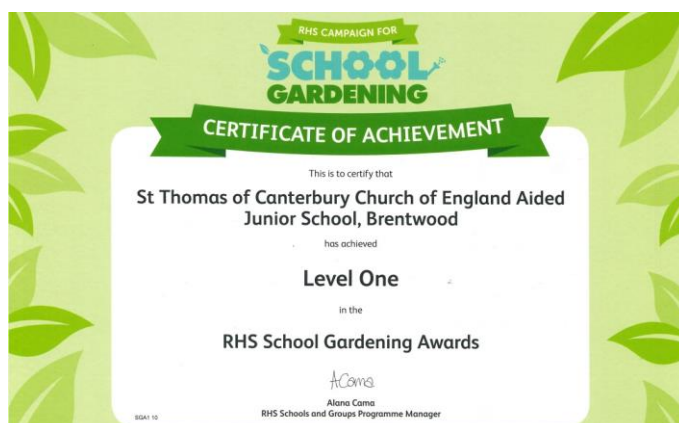 RHS CAMPAIGN FOR
SCHOOL
GARDENING
CERTIFICATE OF ACHIEVEMENT
This is to certify that
St Thomas of Canterbury Church of England Aided
Junior School, Brentwood
has achieved
Level One
in the
RHS School Gardening Awards
ACama
Alana Cama
RHS Schools and Groups Programme Manager
SGA1 10